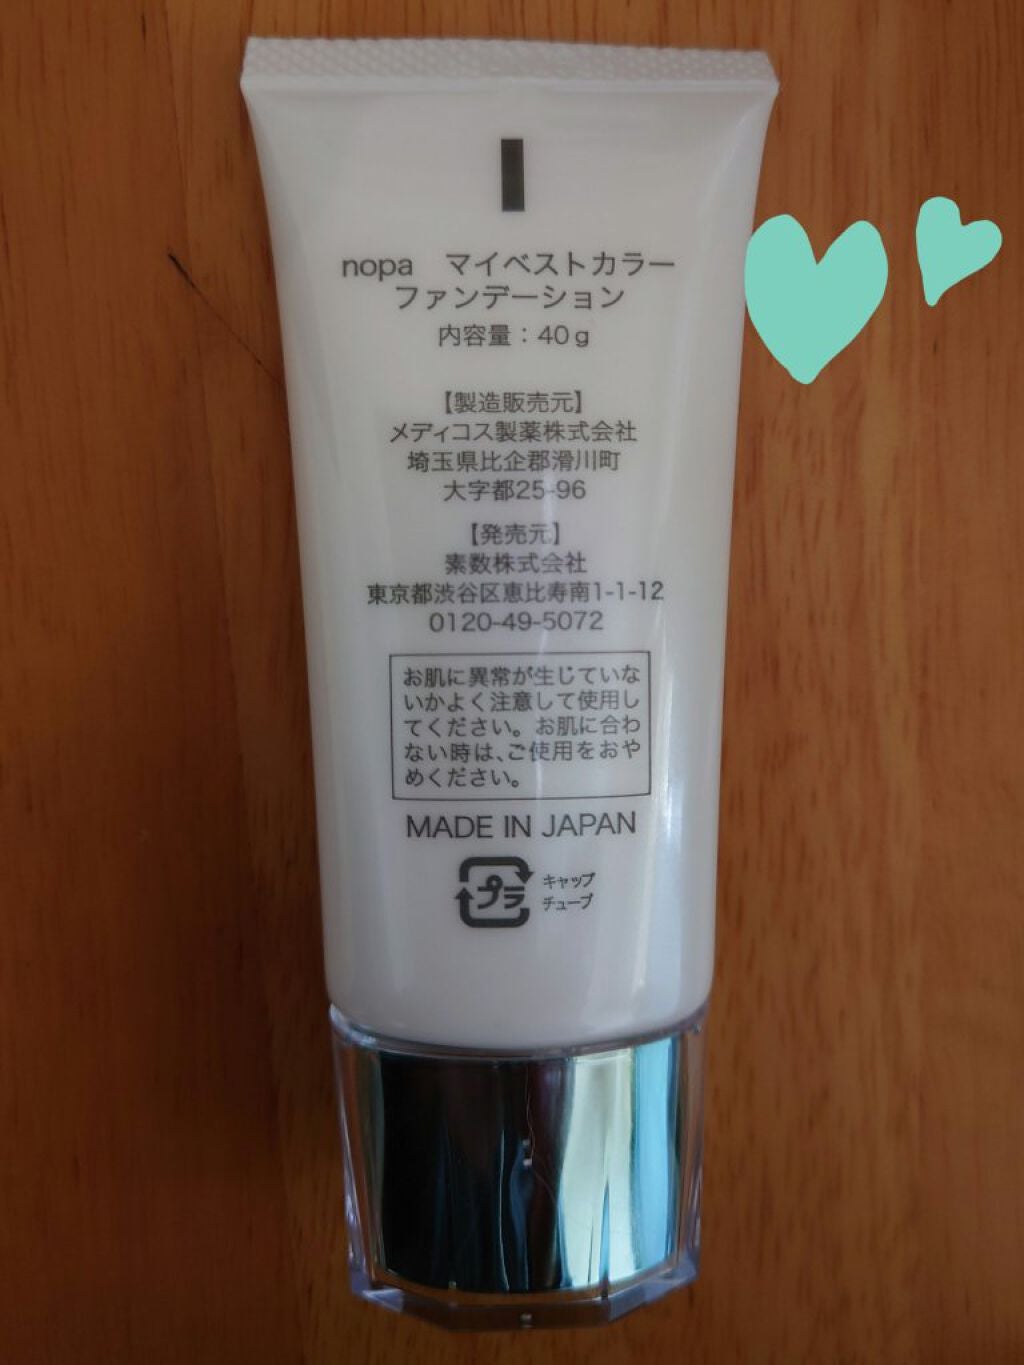 nopa　マイベストカラー
ファンデーション
内容量：40g
【製造販売元】
メディコス製薬株式会社
埼玉県比企郡滑川町
大字都25-96
【発売元】
素数株式会社
東京都渋谷区恵比寿南1-1-12
0120-49-5072
お肌に異常が生じていな
いかよく注意して使用し
てください。お肌に合わ
ない時は、ご使用をおや
めください。
MADE IN JAPAN
プラ キャップ
チューブ